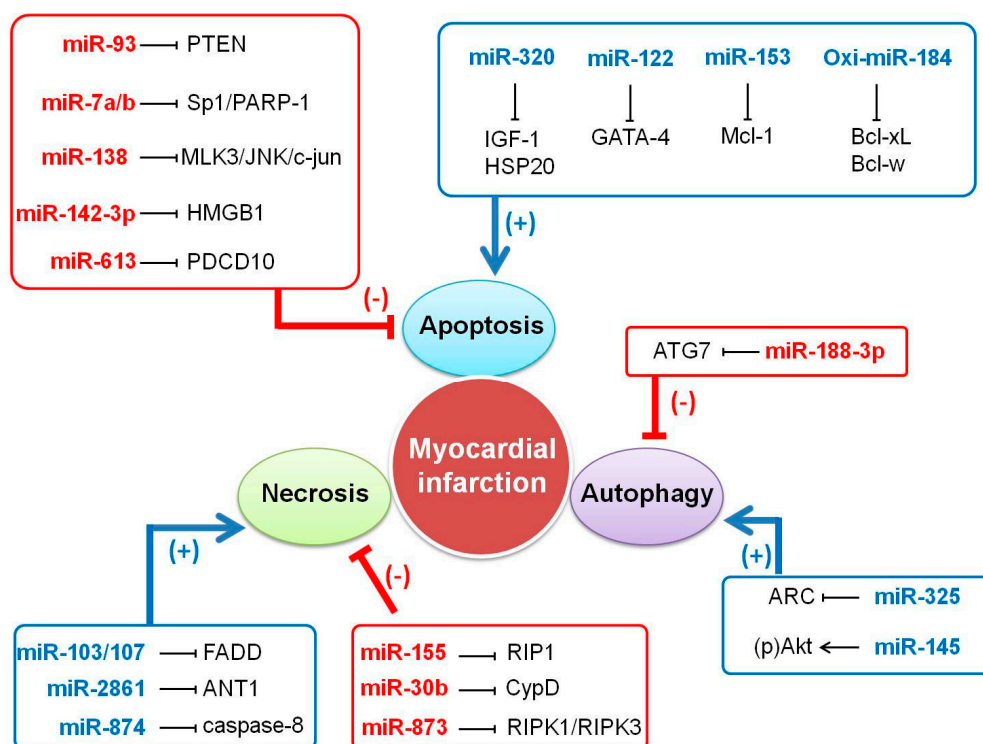 miR-93 PTEN
miR-7a/b Sp1/PARP-1
miR-138 MLK3/JNK/c-jun
miR-142-3p HMGB1
miR-613 PDCD10
(-)
miR-320 miR-122 miR-153 Oxi-miR-184
IGF-1 GATA-4 Mcl-1 Bcl-xL
HSP20 Bcl-w
(+)
Apoptosis
ATG7 miR-188-3p
(-)
Myocardial
infarction
Necrosis
Autophagy
(+)
(-)
(+)
miR-103/107 FADD
miR-2861 ANT1
miR-874 caspase-8
miR-155 RIP1
miR-30b CypD
miR-873 RIPK1/RIPK3
ARC miR-325
(p)Akt miR-145